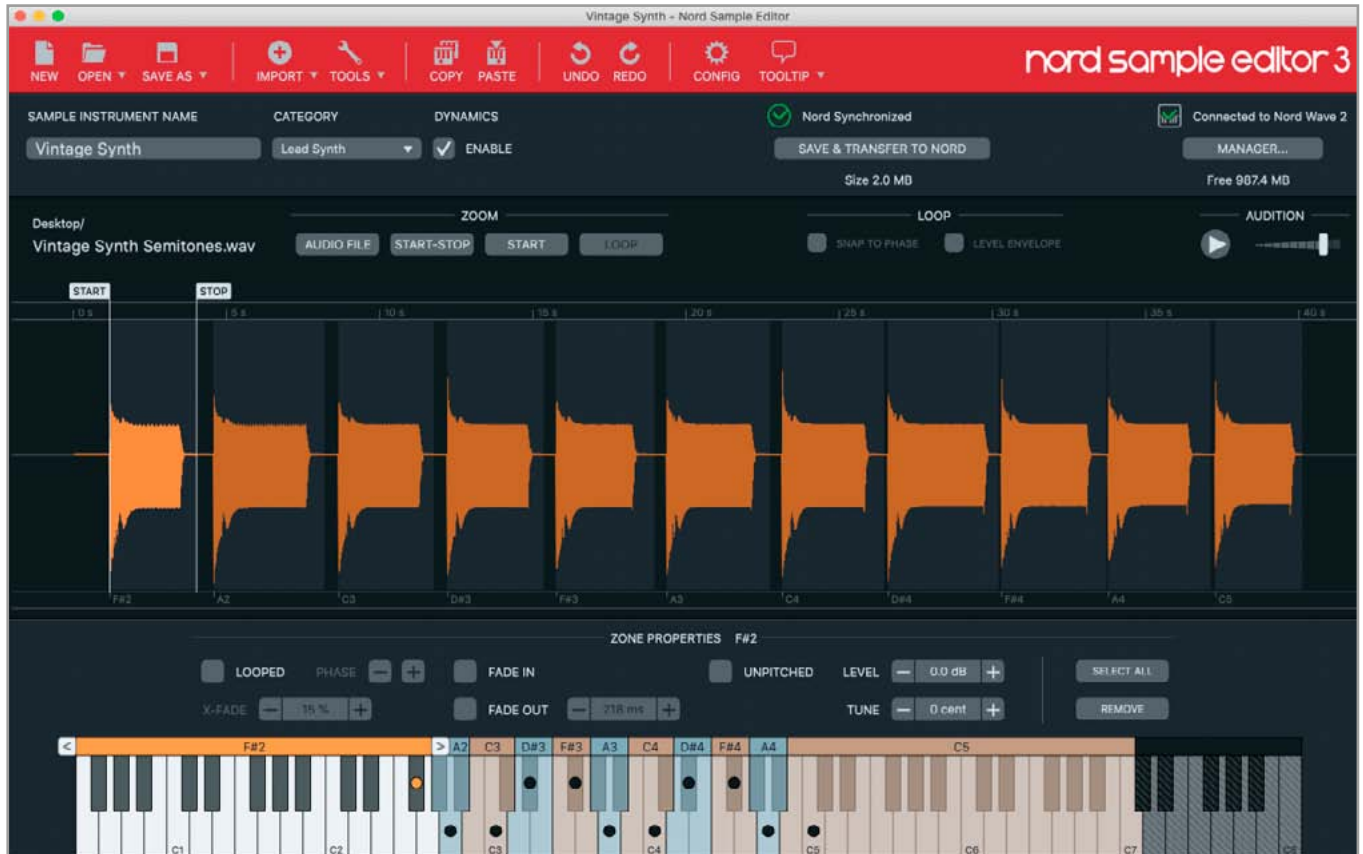 Vintage Synth - Nord Sample Editor
NEW OPEN SAVE AS IMPORT TOOLS COPY PASTE UNDO REDO CONFIG TOOLTIP
nord sample editor 3
SAMPLE INSTRUMENT NAME CATEGORY DYNAMICS Nord Synchronized Connected to Nord Wave 2
Vintage Synth Lead Synth ENABLE SAVE & TRANSFER TO NORD MANAGER...
Size 2.0 MB Free 987.4 MB
ZOOM LOOP AUDITION
Desktop/
Vintage Synth Semitones.wav AUDIO FILE START-STOP START LOOP SNAP TO PHASE LEVEL ENVELOPE
START STOP
0 s 5 s 10 s 15 s 20 s 25 s 30 s 35 s 40 s
F#2 A2 C3 D#3 F#3 A3 C4 D#4 F#4 A4 C5
ZONE PROPERTIES F#2
LOOPED PHASE - + FADE IN UNPITCHED LEVEL - 0.0 dB + SELECT ALL
X-FADE - 15 % + FADE OUT - 218 ms + TUNE - 0 cent + REMOVE
< F#2 > A2 C3 D#3 F#3 A3 C4 D#4 F#4 A4 C5
C1 C2 C3 C4 C5 C6 C7 C8